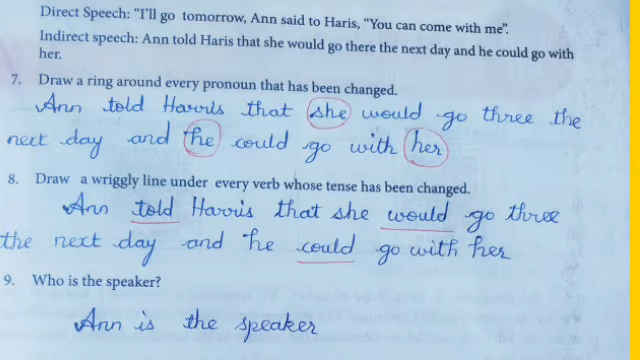 Direct Speech: "I'll go tomorrow, Ann said to Haris, "You can come with me".
Indirect speech: Ann told Haris that she would go there the next day and he could go with
her.
7. Draw a ring around every pronoun that has been changed.
Ann told Harris that she would go three the
next day and he could go with her
8. Draw a wriggly line under every verb whose tense has been changed.
Ann told Harris that she would go three
the next day and he could go with her
9. Who is the speaker?
Ann is the speaker